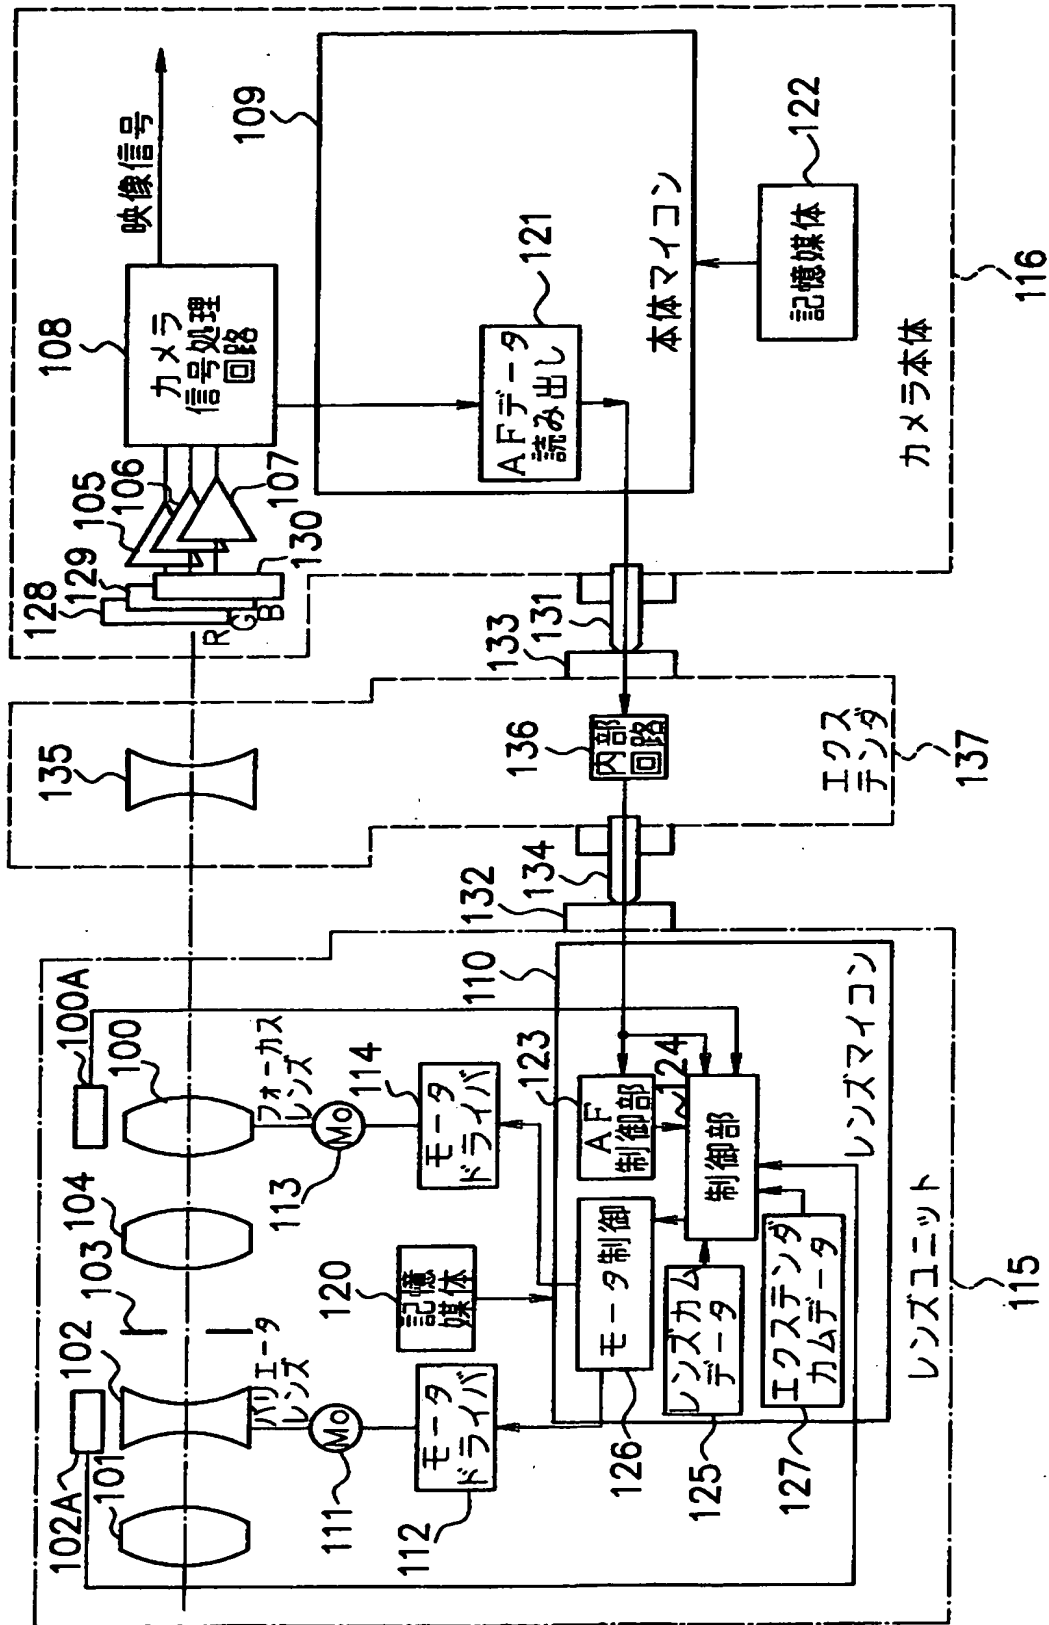 102A
101
102
103
104
100
100A
バリエータ
レンズ
フォーカス
レンズ
Mo
111
Mo
113
モータ
ドライバ
112
モータ
ドライバ
114
記憶
媒体
120
110
AF
制御部
123
124
モータ制御
126
制御部
レンズカム
データ
125
エクステンダ
カムデータ
127
レンズマイコン
レンズユニット
115
132
134
135
内部
回路
136
133
131
エクス
テンダ
137
128
129
130
R
G
B
105
106
107
カメラ
信号処理
回路
108
映像信号
109
AFデータ
読み出し
121
本体マイコン
記憶媒体
122
カメラ本体
116